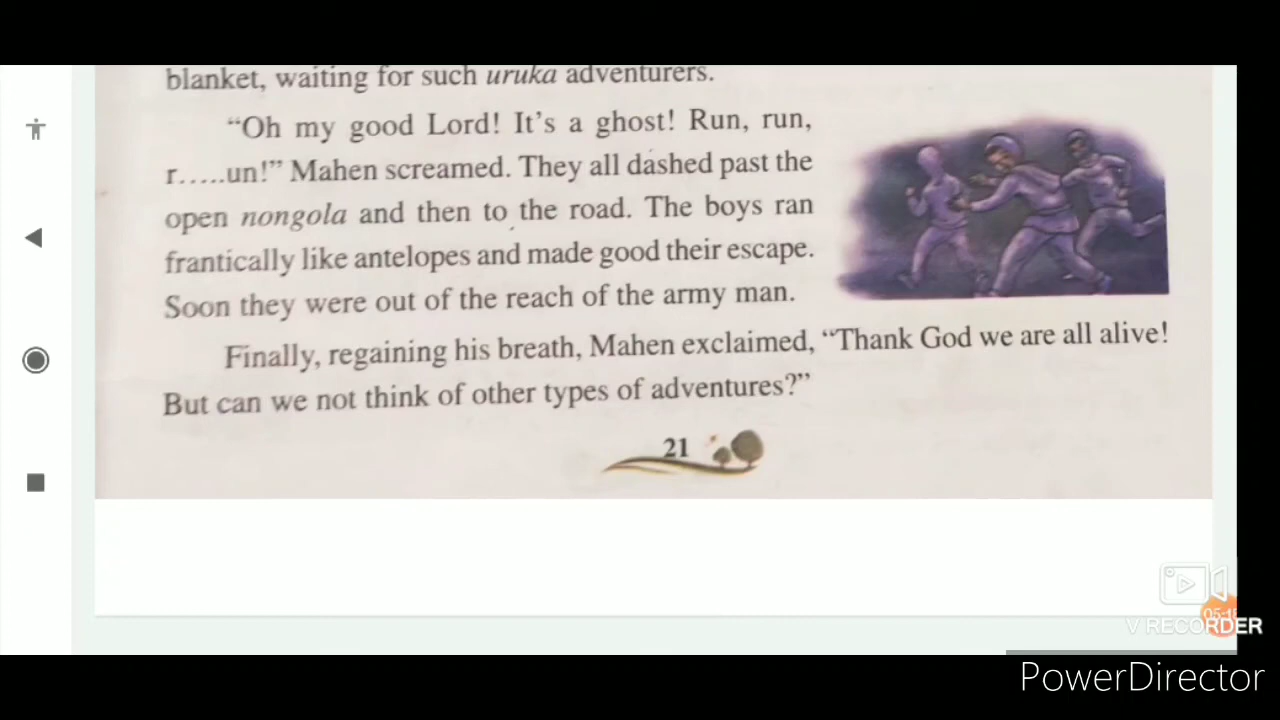 blanket, waiting for such uruka adventurers.
“Oh my good Lord! It’s a ghost! Run, run,
r.....un!” Mahen screamed. They all dashed past the
open nongola and then to the road. The boys ran
frantically like antelopes and made good their escape.
Soon they were out of the reach of the army man.
Finally, regaining his breath, Mahen exclaimed, “Thank God we are all alive!
But can we not think of other types of adventures?”
21
V RECORDER
PowerDirector